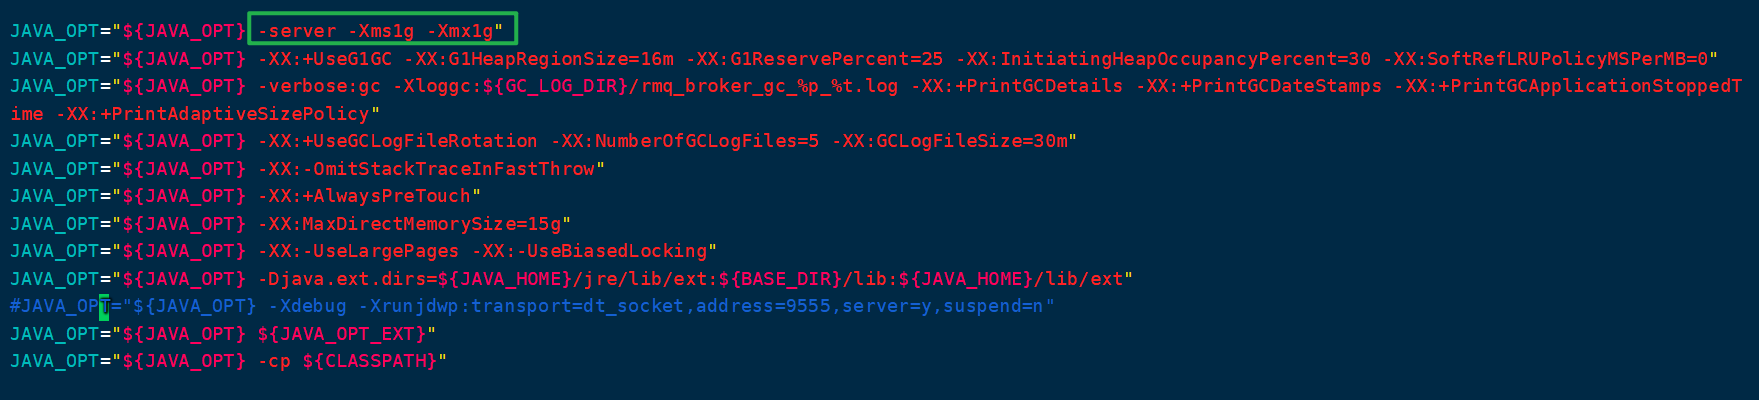 JAVA_OPT="${JAVA_OPT} -server -Xms1g -Xmx1g"
JAVA_OPT="${JAVA_OPT} -XX:+UseG1GC -XX:G1HeapRegionSize=16m -XX:G1ReservePercent=25 -XX:InitiatingHeapOccupancyPercent=30 -XX:SoftRefLRUPolicyMSPerMB=0"
JAVA_OPT="${JAVA_OPT} -verbose:gc -Xloggc:${GC_LOG_DIR}/rmq_broker_gc_%p_%t.log -XX:+PrintGCDetails -XX:+PrintGCDateStamps -XX:+PrintGCApplicationStoppedT
ime -XX:+PrintAdaptiveSizePolicy"
JAVA_OPT="${JAVA_OPT} -XX:+UseGCLogFileRotation -XX:NumberOfGCLogFiles=5 -XX:GCLogFileSize=30m"
JAVA_OPT="${JAVA_OPT} -XX:-OmitStackTraceInFastThrow"
JAVA_OPT="${JAVA_OPT} -XX:+AlwaysPreTouch"
JAVA_OPT="${JAVA_OPT} -XX:MaxDirectMemorySize=15g"
JAVA_OPT="${JAVA_OPT} -XX:-UseLargePages -XX:-UseBiasedLocking"
JAVA_OPT="${JAVA_OPT} -Djava.ext.dirs=${JAVA_HOME}/jre/lib/ext:${BASE_DIR}/lib:${JAVA_HOME}/lib/ext"
#JAVA_OPT="${JAVA_OPT} -Xdebug -Xrunjdwp:transport=dt_socket,address=9555,server=y,suspend=n"
JAVA_OPT="${JAVA_OPT} ${JAVA_OPT_EXT}"
JAVA_OPT="${JAVA_OPT} -cp ${CLASSPATH}"